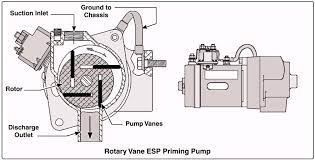 Suction Inlet
Ground to
Chassis
Rotor
Pump Vanes
Discharge
Outlet
Rotary Vane ESP Priming Pump